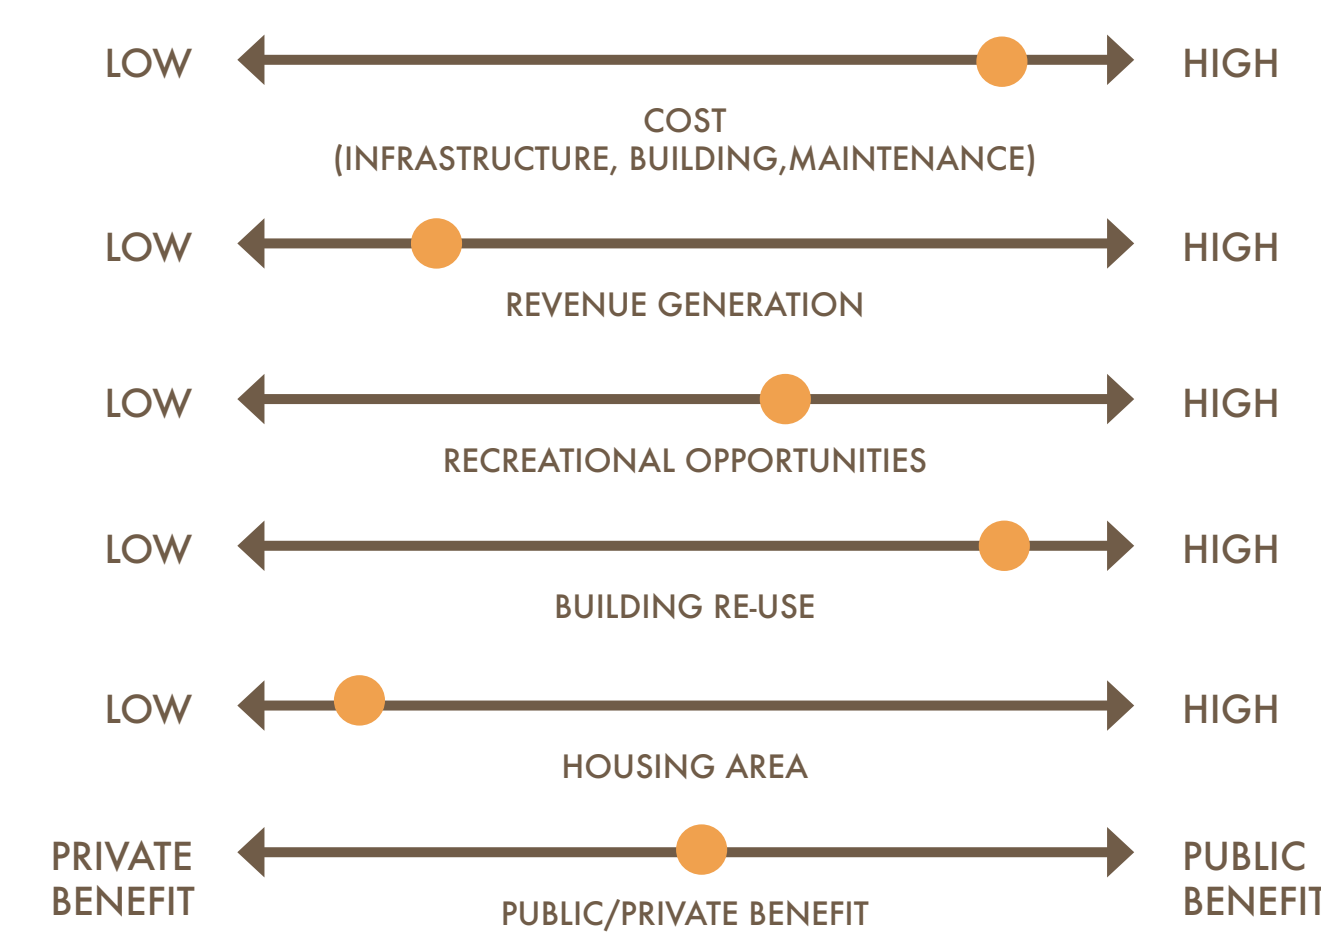 LOW HIGH
COST
(INFRASTRUCTURE, BUILDING,MAINTENANCE)
LOW HIGH
REVENUE GENERATION
LOW HIGH
RECREATIONAL OPPORTUNITIES
LOW HIGH
BUILDING RE-USE
LOW HIGH
HOUSING AREA
PRIVATE
BENEFIT
PUBLIC
BENEFIT
PUBLIC/PRIVATE BENEFIT